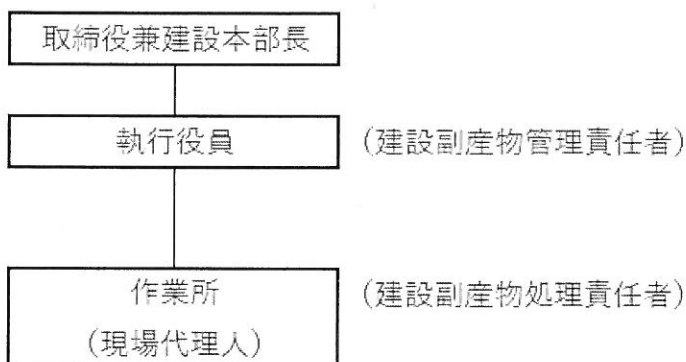 取締役兼建設本部長
執行役員 （建設副産物管理責任者）
作業所 （建設副産物処理責任者）
（現場代理人）